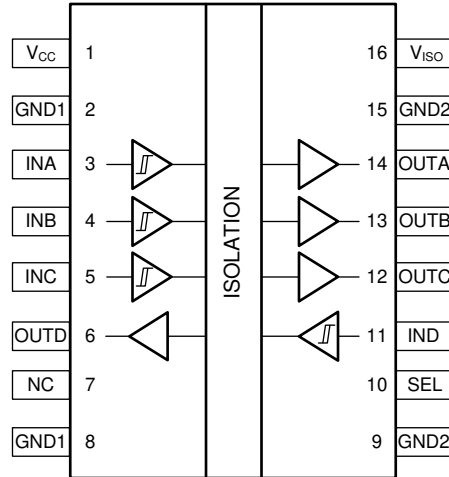 VCC 1 16 VISO
GND1 2 15 GND2
INA 3 14 OUTA
INB 4 13 OUTB
INC 5 12 OUTC
OUTD 6 11 IND
NC 7 10 SEL
GND1 8 9 GND2
ISOLATION